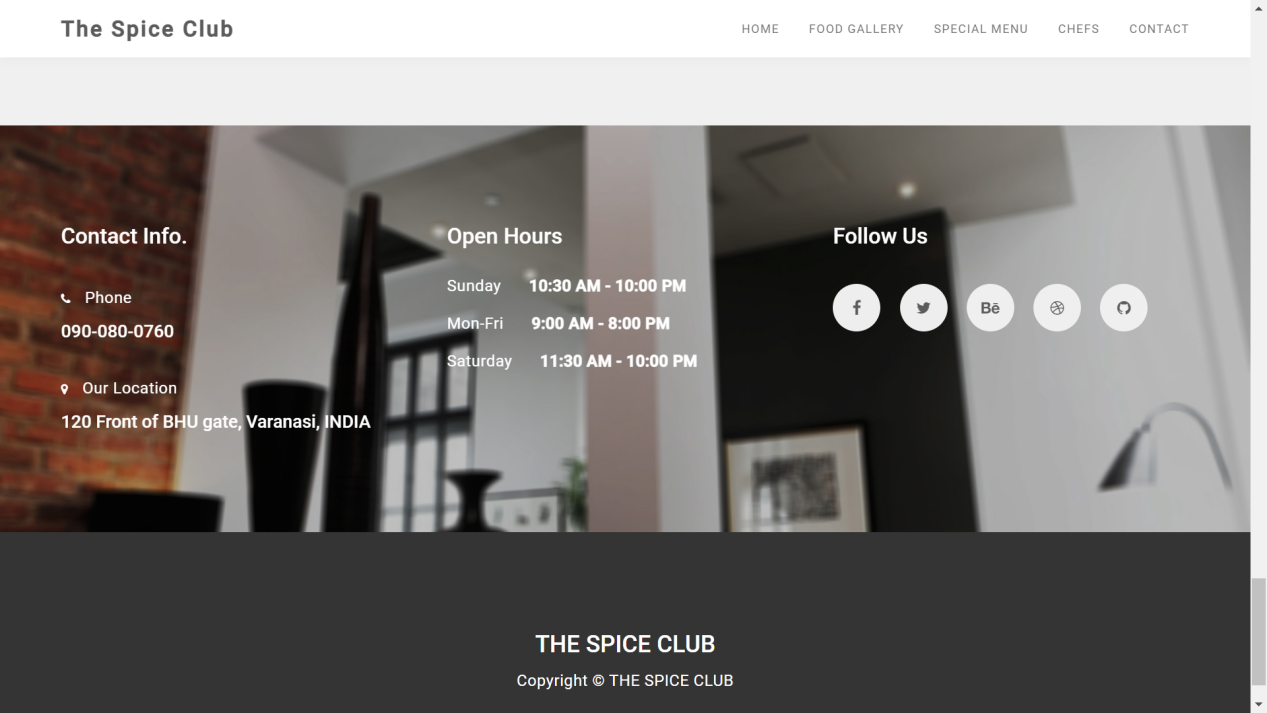 The Spice Club
HOME FOOD GALLERY SPECIAL MENU CHEFS CONTACT
Contact Info.
Phone
090-080-0760
Our Location
120 Front of BHU gate, Varanasi, INDIA
Open Hours
Sunday 10:30 AM - 10:00 PM
Mon-Fri 9:00 AM - 8:00 PM
Saturday 11:30 AM - 10:00 PM
Follow Us
Bē
THE SPICE CLUB
Copyright © THE SPICE CLUB